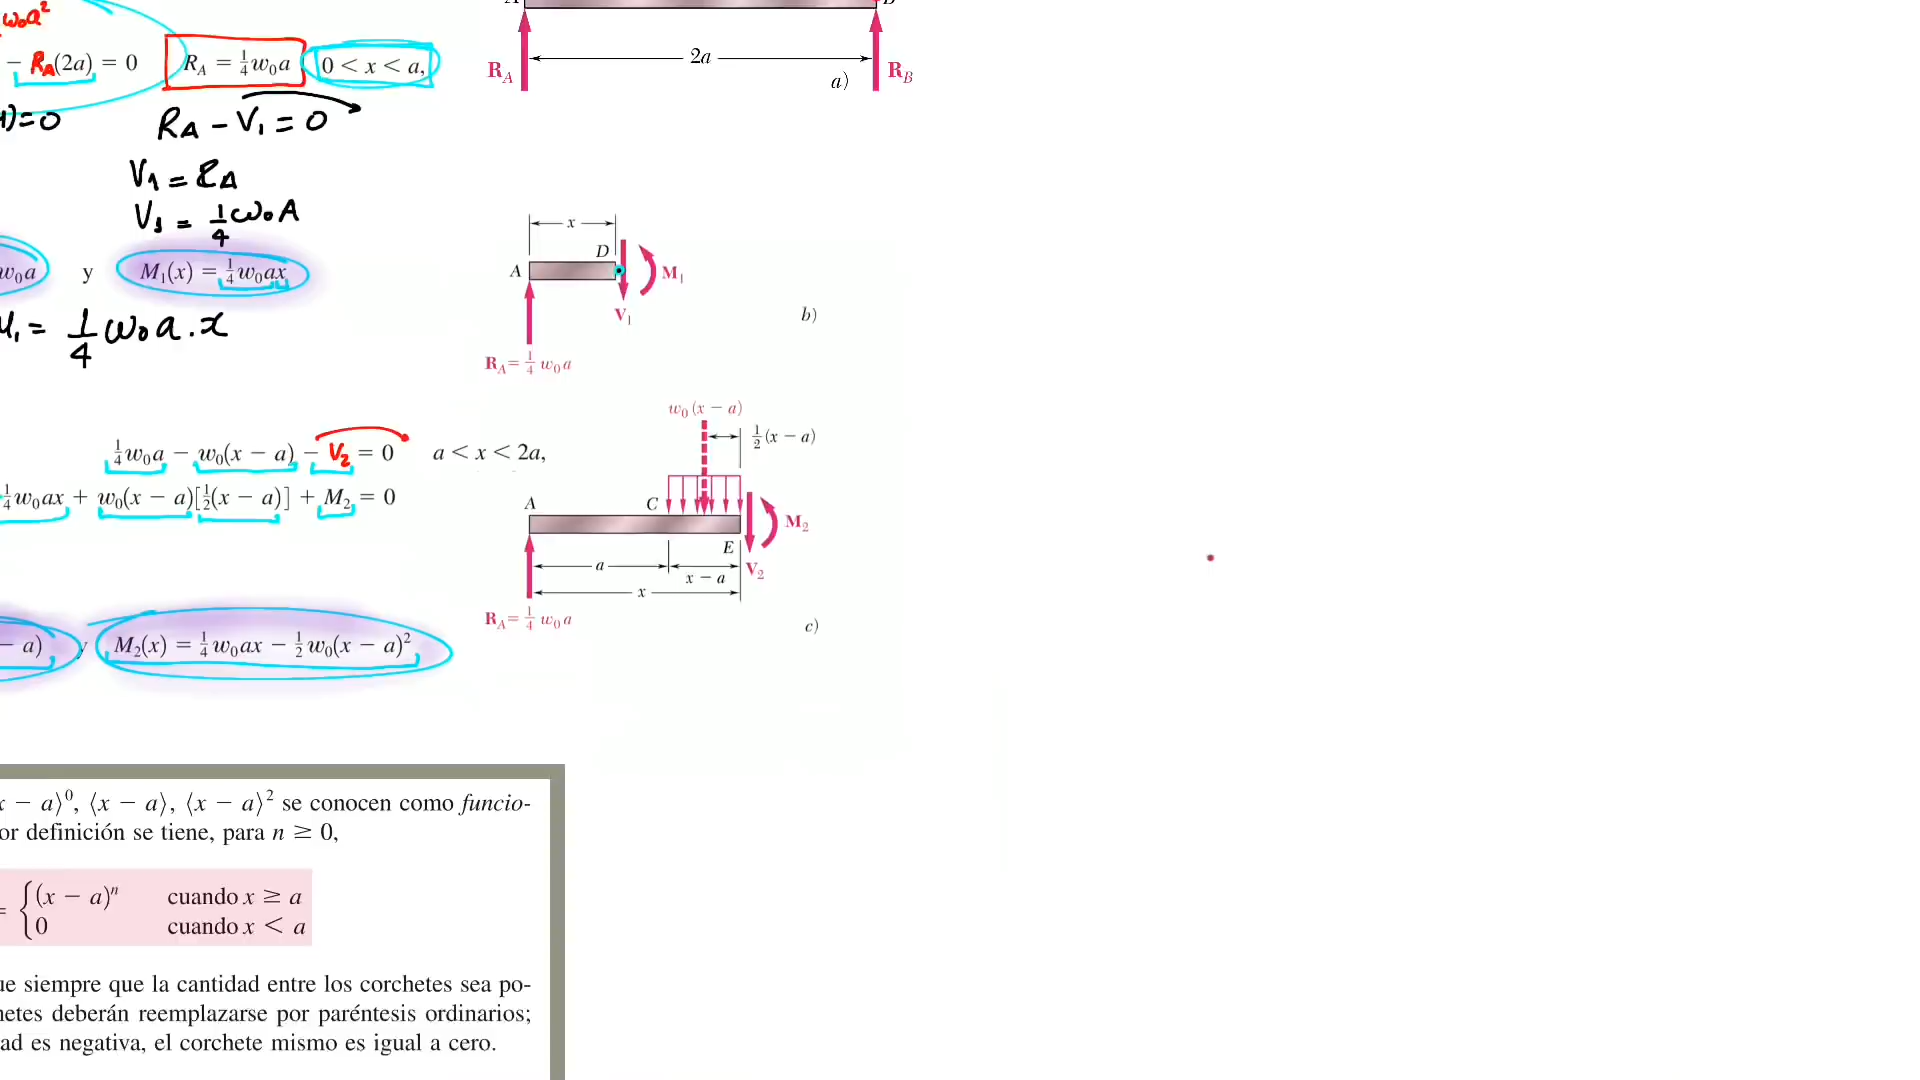 w₀a²
− R_A(2a) = 0
R_A = ¼w₀a
0 < x < a,
)=0
R_A − V₁ = 0
V₁ = R_A
V₁ = 1/4 w₀A
w₀a y M₁(x) = ¼w₀ax
M₁ = 1/4 w₀a.x
¼w₀a − w₀(x − a) − V₂ = 0 a < x < 2a,
¼w₀ax + w₀(x − a)[½(x − a)] + M₂ = 0
− a) y M₂(x) = ¼w₀ax − ½w₀(x − a)²
2a
R_A
R_B
a)
x
D
A
M₁
V₁
b)
R_A = ¼ w₀a
w₀(x − a)
½(x − a)
A
C
M₂
E
a
x − a
V₂
x
R_A = ¼ w₀a
c)
x − a⟩⁰, ⟨x − a⟩, ⟨x − a⟩² se conocen como funcio-
or definición se tiene, para n ≥ 0,
= { (x − a)ⁿ cuando x ≥ a
0 cuando x < a
ue siempre que la cantidad entre los corchetes sea po-
hetes deberán reemplazarse por paréntesis ordinarios;
ad es negativa, el corchete mismo es igual a cero.